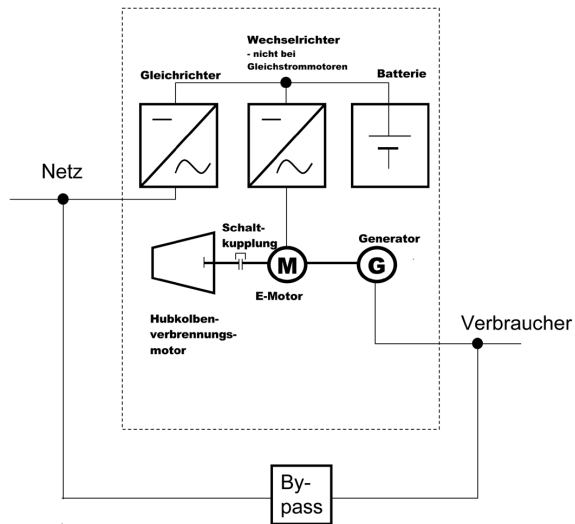 Wechselrichter
- nicht bei
Gleichstrommotoren
Gleichrichter
Batterie
Netz
Schalt-
kupplung
Generator
M
G
E-Motor
Hubkolben-
verbrennungs-
motor
Verbraucher
By-
pass